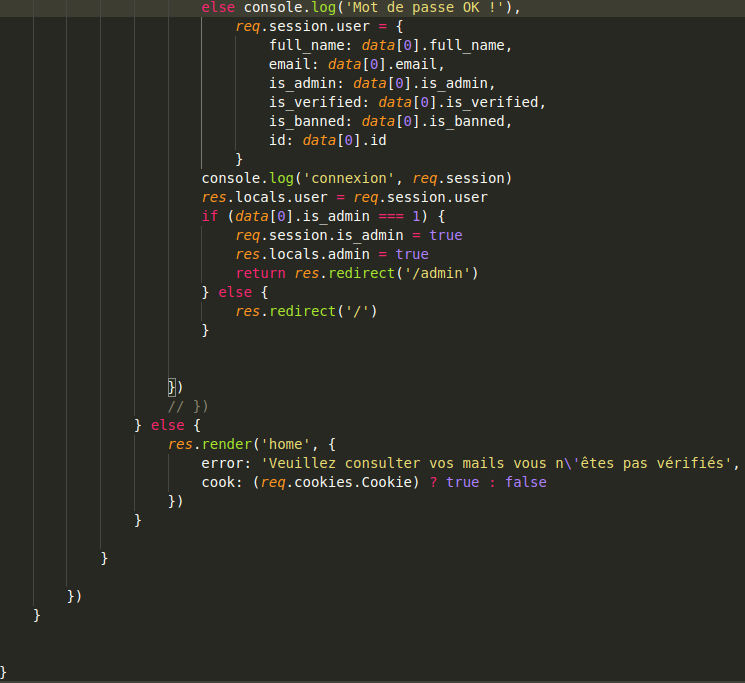 else console.log('Mot de passe OK !'),
req.session.user = {
full_name: data[0].full_name,
email: data[0].email,
is_admin: data[0].is_admin,
is_verified: data[0].is_verified,
is_banned: data[0].is_banned,
id: data[0].id
}
console.log('connexion', req.session)
res.locals.user = req.session.user
if (data[0].is_admin === 1) {
req.session.is_admin = true
res.locals.admin = true
return res.redirect('/admin')
} else {
res.redirect('/')
}
})
// })
} else {
res.render('home', {
error: 'Veuillez consulter vos mails vous n\'êtes pas vérifiés',
cook: (req.cookies.Cookie) ? true : false
})
}
}
})
}
}